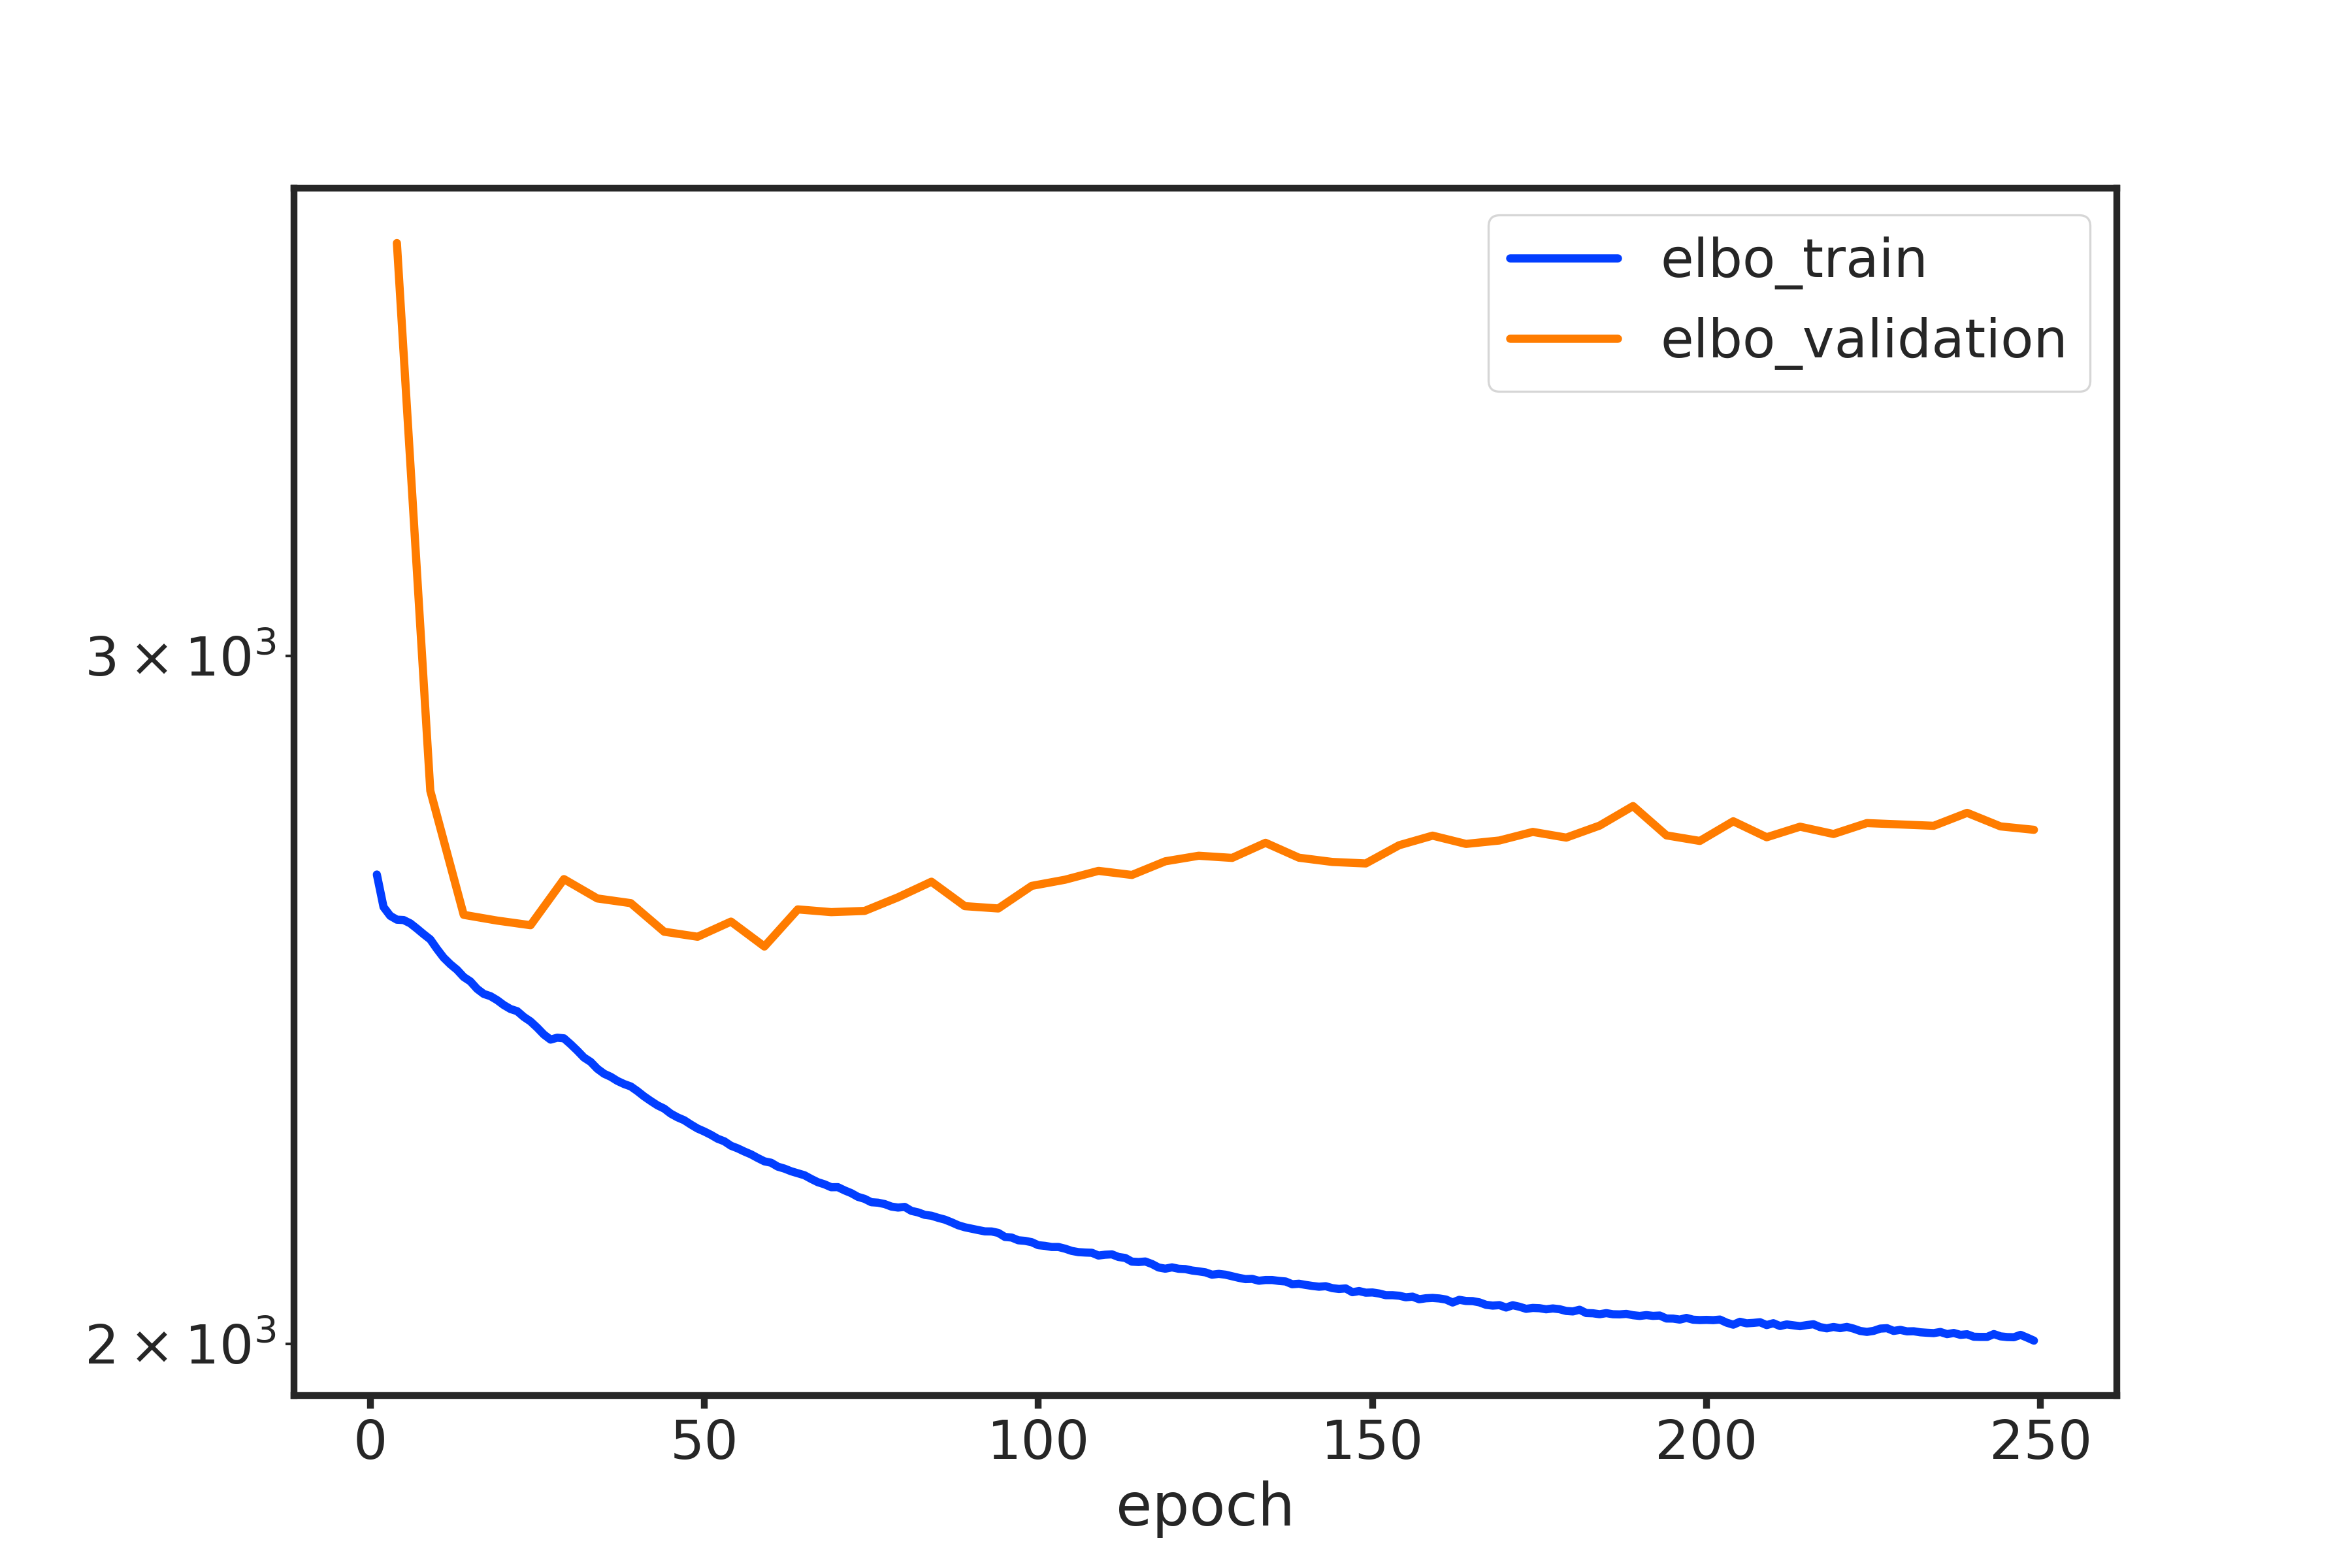 elbo_train
elbo_validation
3 × 10³
2 × 10³
0 50 100 150 200 250
epoch